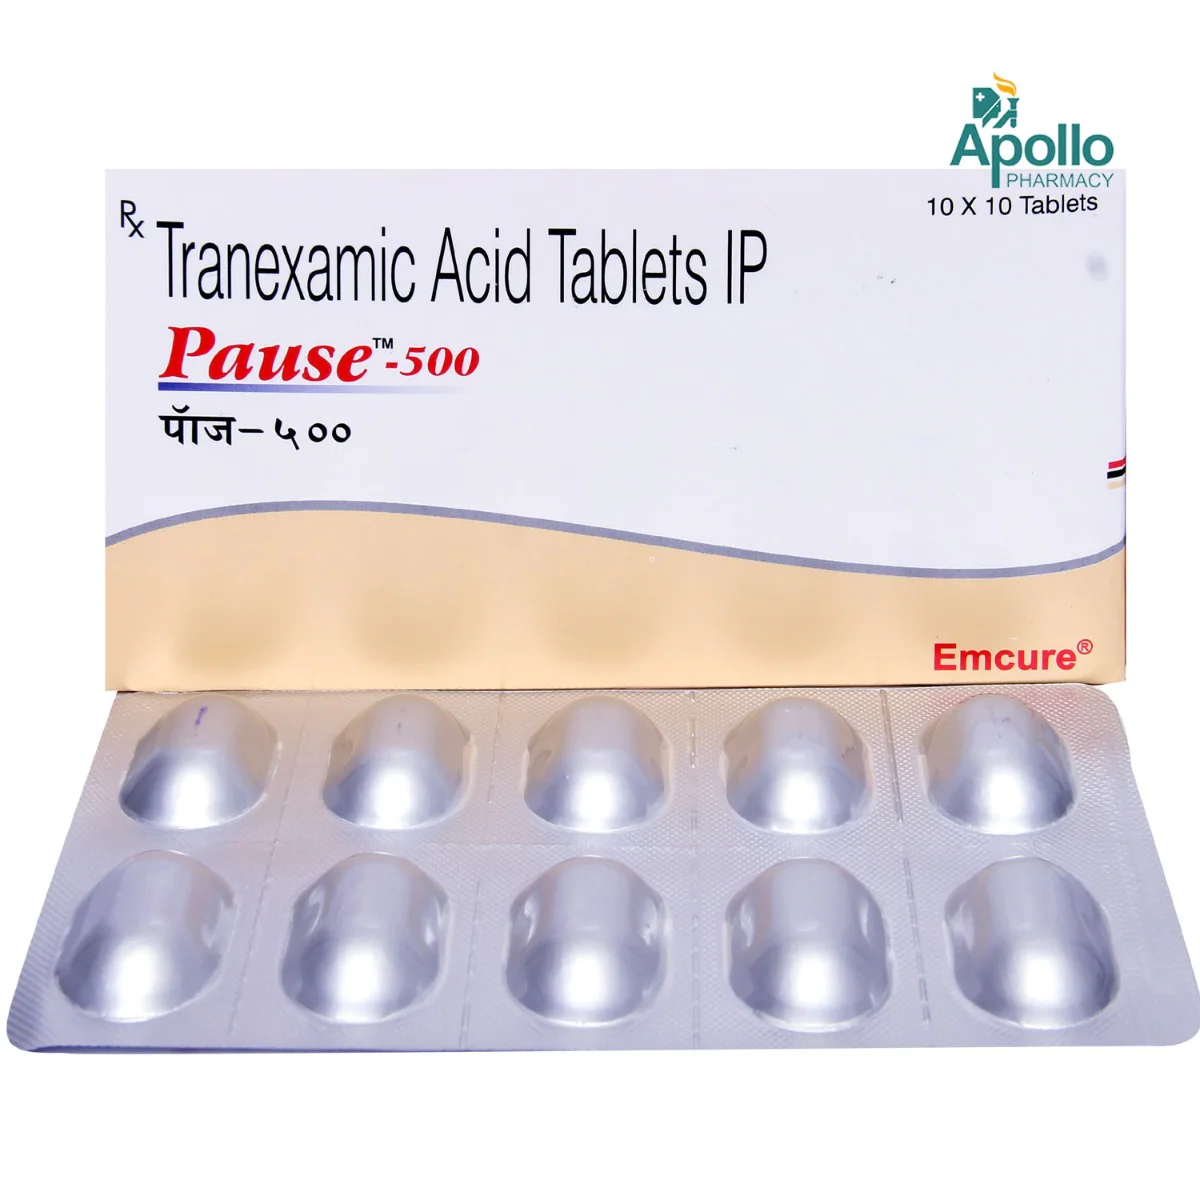 Apollo
PHARMACY
10 X 10 Tablets
Rx
Tranexamic Acid Tablets IP
Pause™-500
पॅाज-५००
Emcure®